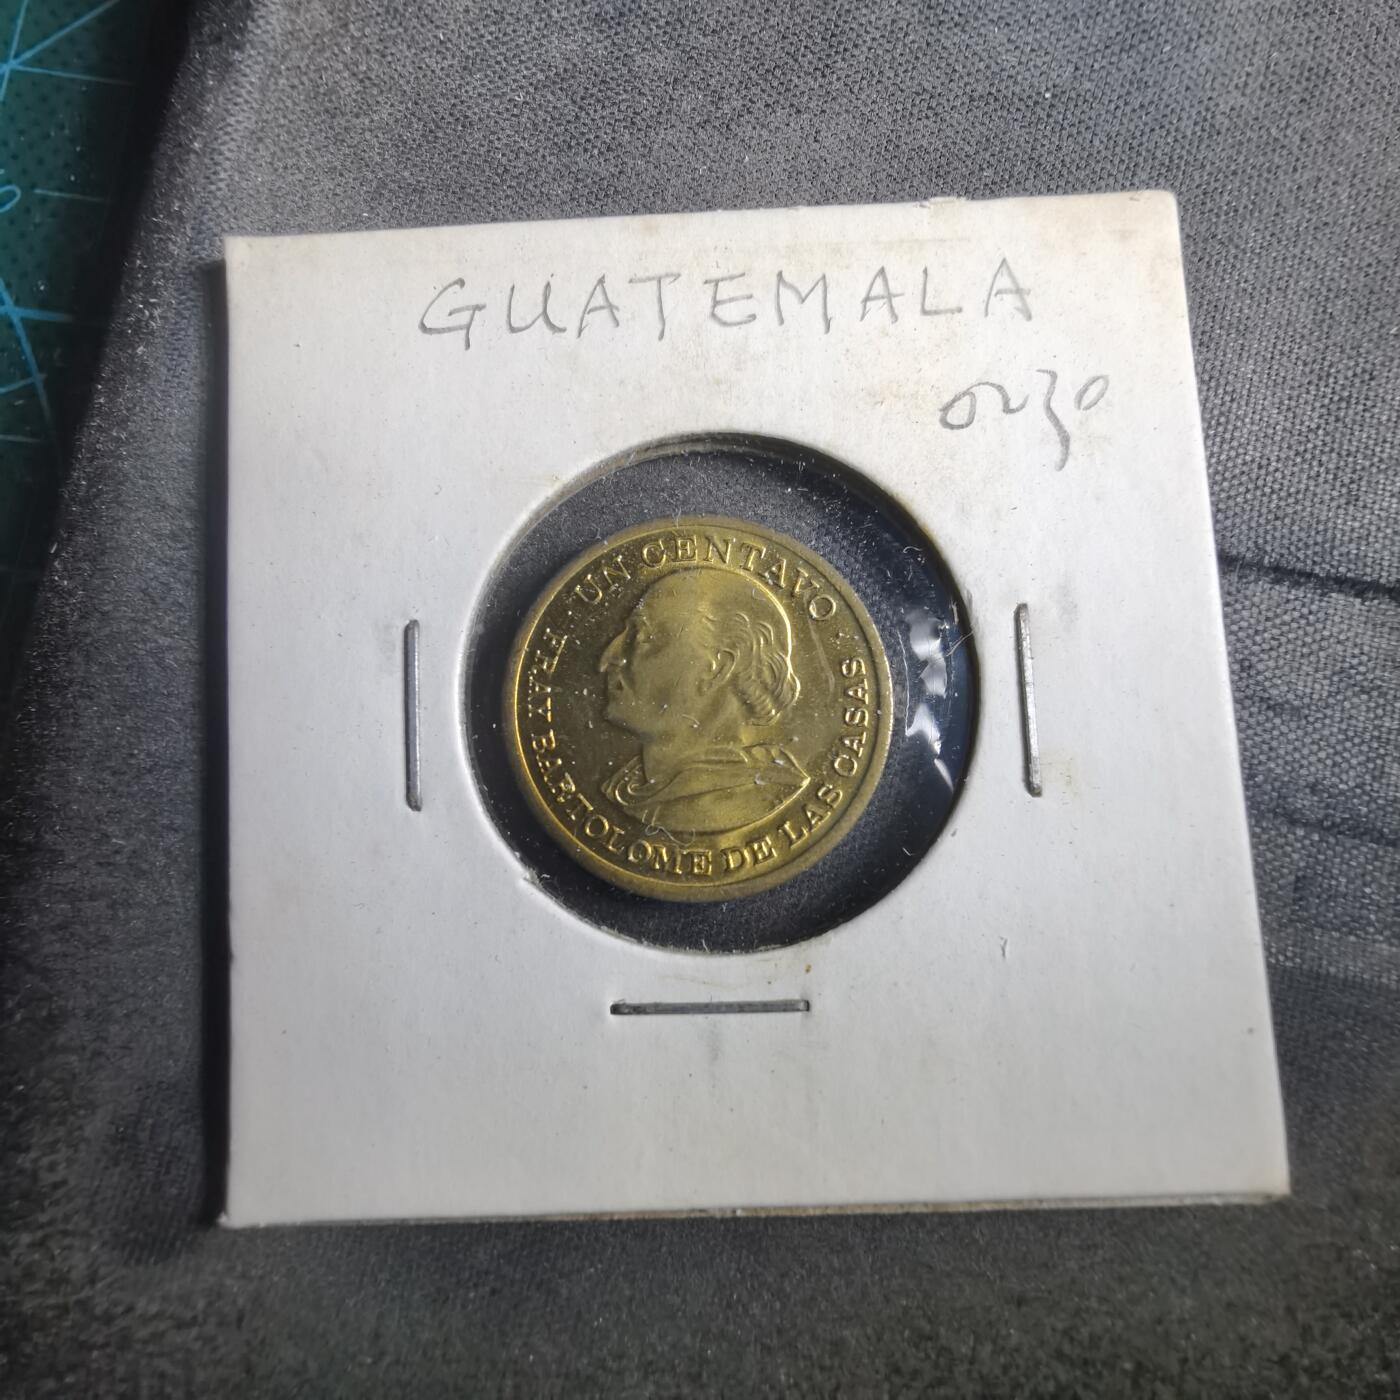 GUATEMALA
UN CENTAVO
FRAY BARTOLOME DE LAS CASAS